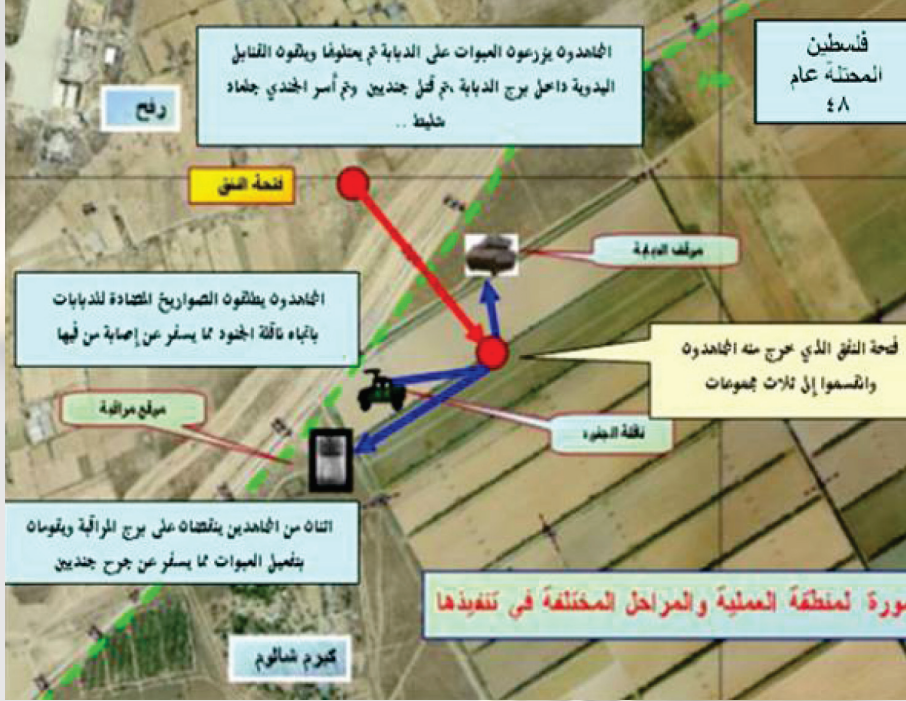 المجاهدون يزرعون العبوات على الدبابة ثم يعتلونها ويلقون القنابل
اليدوية داخل برج الدبابة ،تم قتل جنديين وتم أسر الجندي جلعاد
شليط ..
فلسطين
المحتلة عام
٤٨
رفح
فتحة النفق
موقف الدبابة
المجاهدون يطلقون الصواريخ المضادة للدبابات
باتجاه ناقلة الجنود مما يسفر عن إصابة من فيها
فتحة النفق الذي خرج منه المجاهدون
وانقسموا إلى ثلاث مجموعات
موقع مراقبة
ناقلة الجنود
اثنان من المجاهدين ينقضان على برج المراقبة ويقومان
بتفعيل العبوات مما يسفر عن جرح جنديين
صورة لمنطقة العملية والمراحل المختلفة في تنفيذها
كيرم شالوم